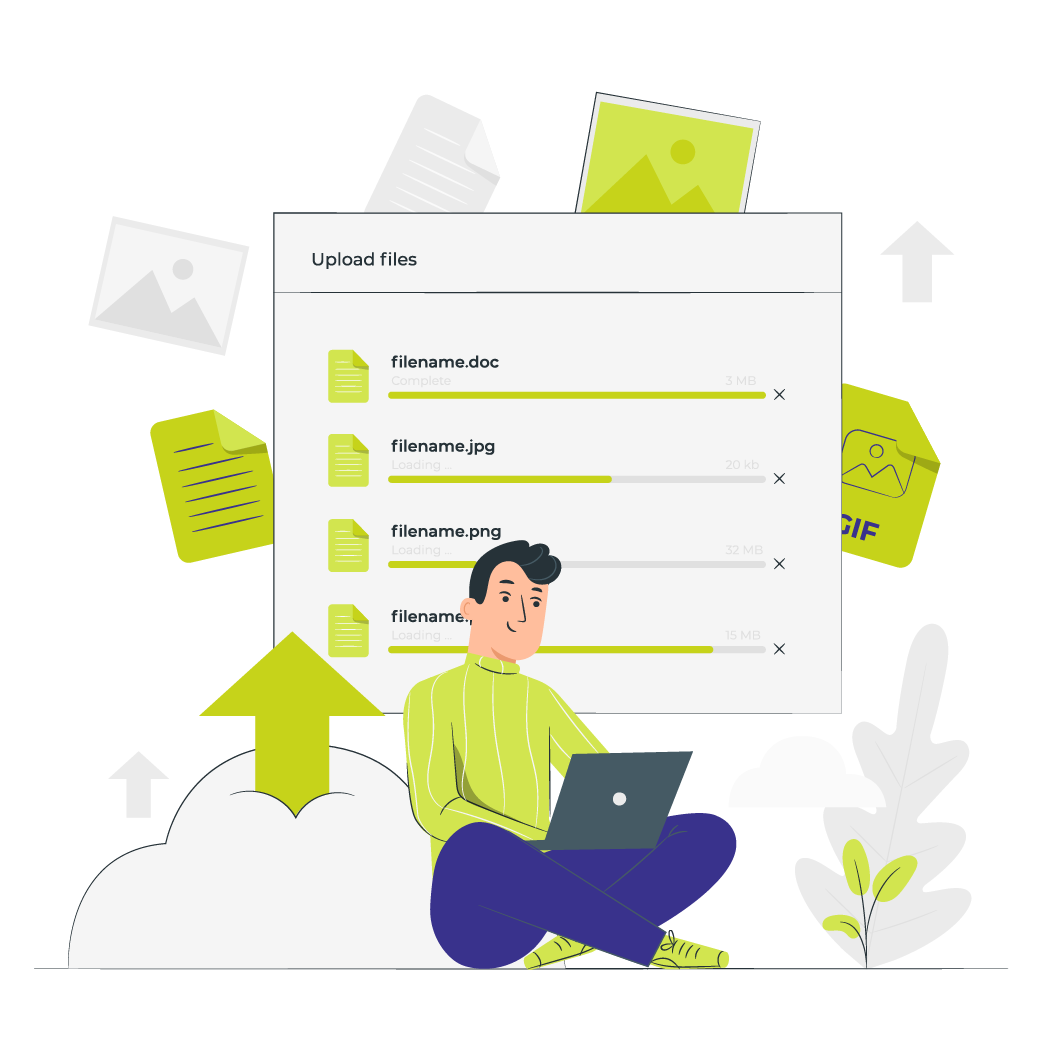 Upload files
filename.doc
Complete
3 MB
filename.jpg
Loading ...
20 kb
filename.png
Loading ...
32 MB
GIF
Loading ...
15 MB